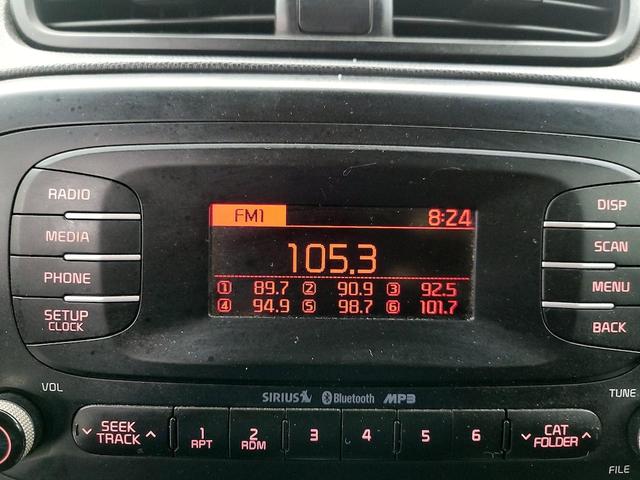 RADIO
MEDIA
PHONE
SETUP
CLOCK
FM1 8:24
105.3
1 89.7 2 90.9 3 92.5
4 94.9 5 98.7 6 101.7
DISP
SCAN
MENU
BACK
SIRIUS Bluetooth MP3
VOL
TUNE
SEEK
TRACK
1
RPT
2
RDM
3
4
5
6
CAT
FOLDER
FILE